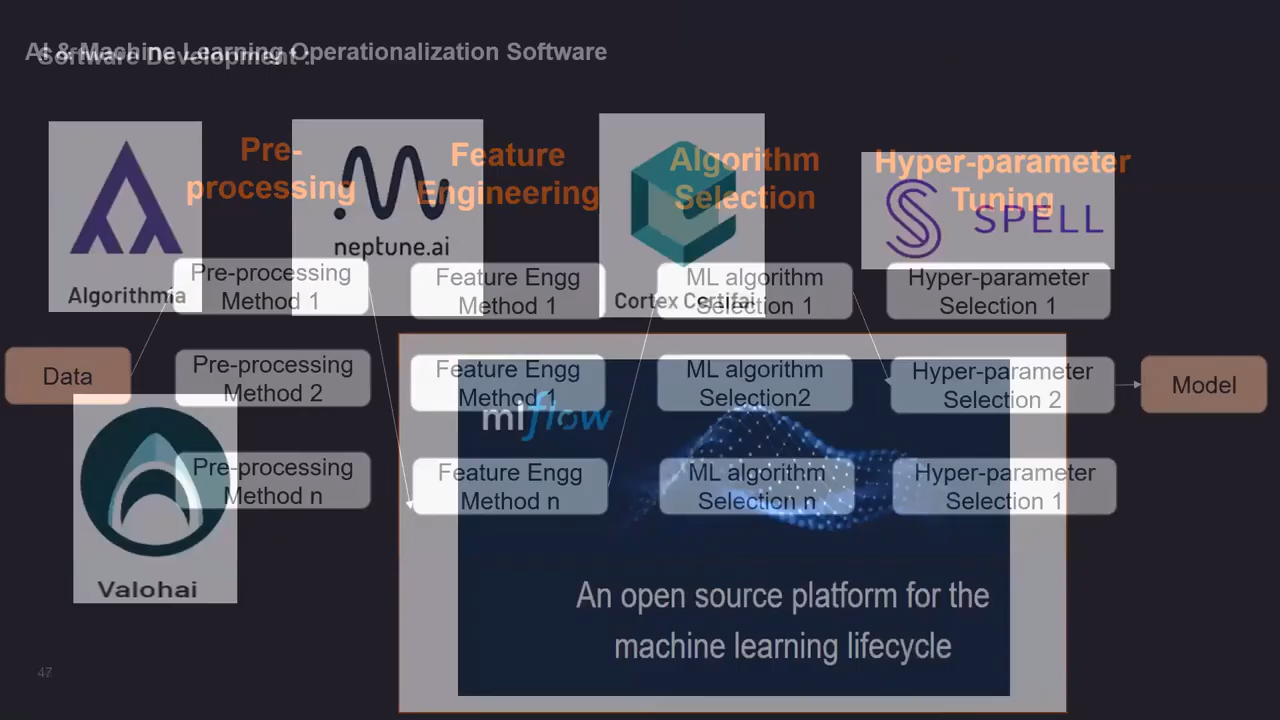 AI & Machine Learning Operationalization Software
Software Development :
Pre-
processing
Feature
Engineering
Algorithm
Selection
Hyper-parameter
Tuning
Algorithmia
neptune.ai
Cortex Certifai
SPELL
Pre-processing
Method 1
Feature Engg
Method 1
ML algorithm
Selection 1
Hyper-parameter
Selection 1
Data
Pre-processing
Method 2
Feature Engg
Method 1
ML algorithm
Selection2
Hyper-parameter
Selection 2
Model
mlflow
Pre-processing
Method n
Feature Engg
Method n
ML algorithm
Selection n
Hyper-parameter
Selection 1
Valohai
An open source platform for the
machine learning lifecycle